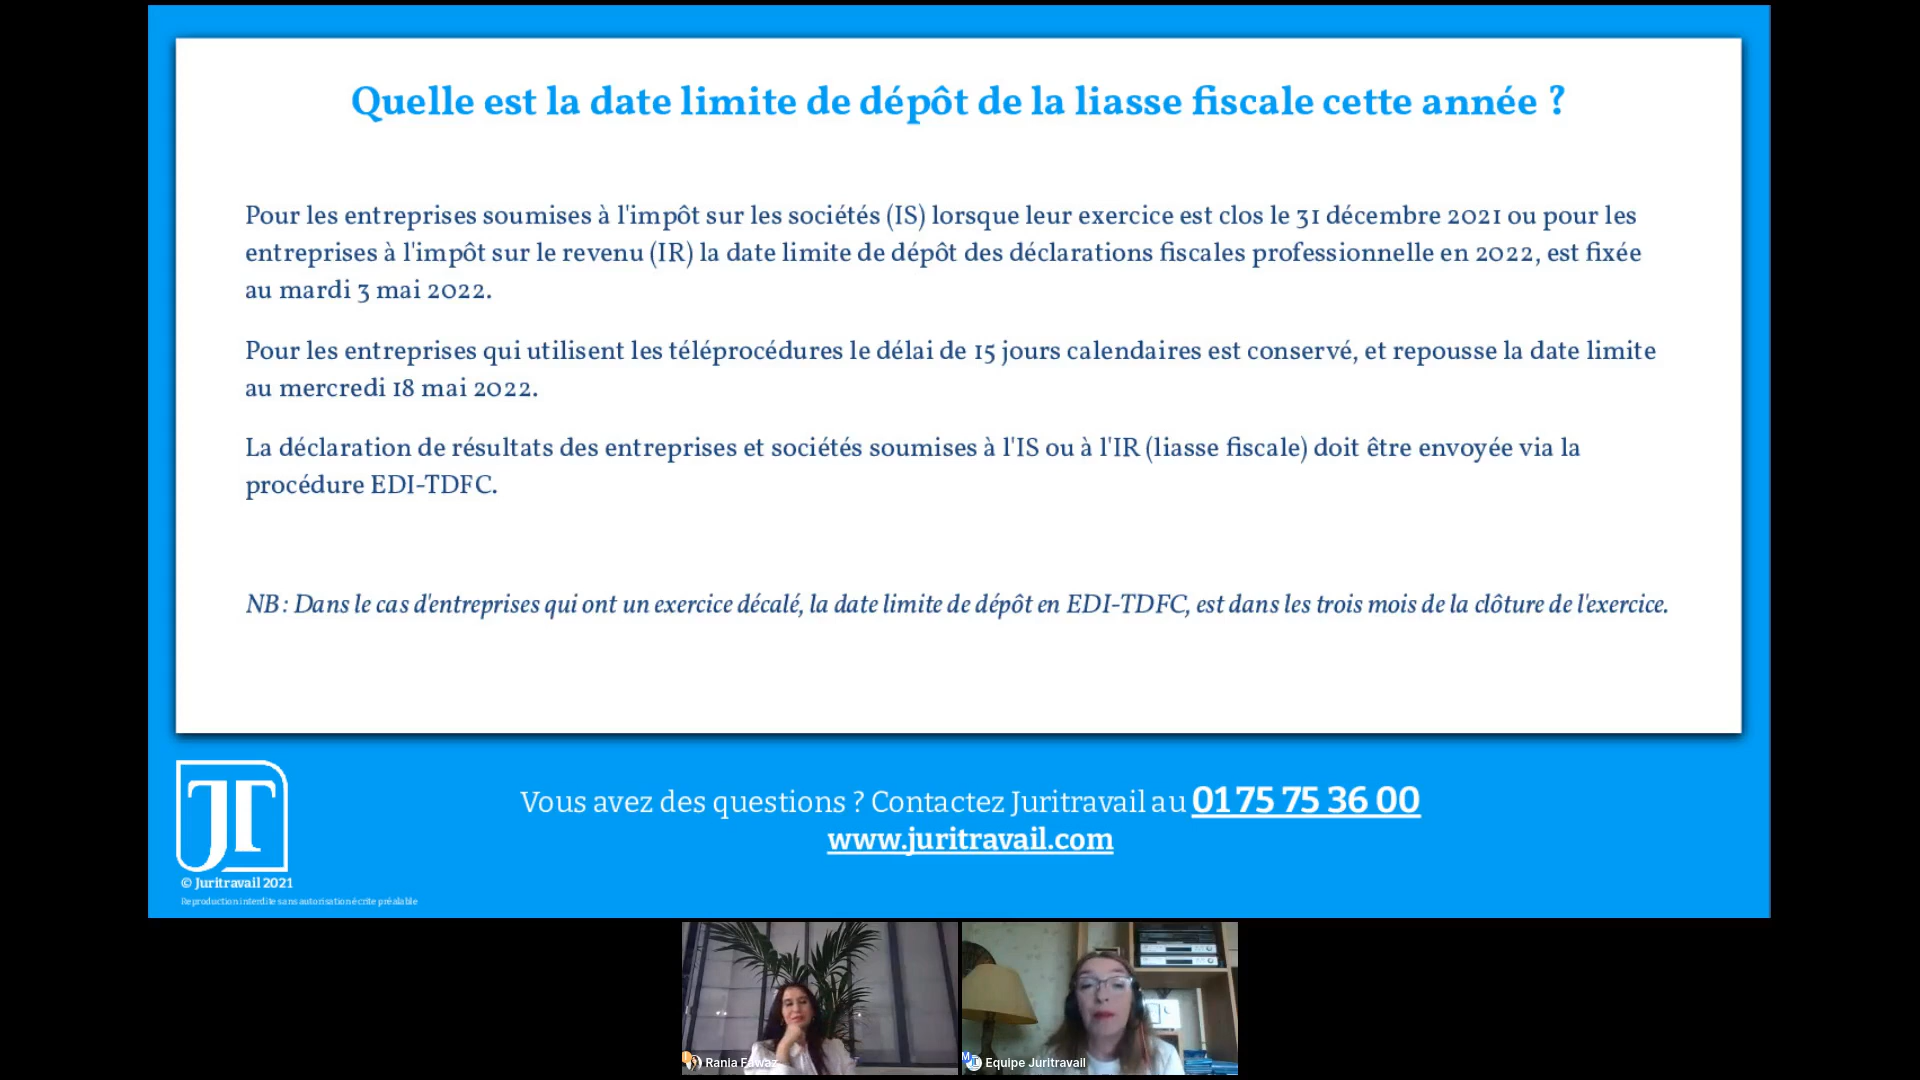 Quelle est la date limite de dépôt de la liasse fiscale cette année ?
Pour les entreprises soumises à l'impôt sur les sociétés (IS) lorsque leur exercice est clos le 31 décembre 2021 ou pour les
entreprises à l'impôt sur le revenu (IR) la date limite de dépôt des déclarations fiscales professionnelle en 2022, est fixée
au mardi 3 mai 2022.
Pour les entreprises qui utilisent les téléprocédures le délai de 15 jours calendaires est conservé, et repousse la date limite
au mercredi 18 mai 2022.
La déclaration de résultats des entreprises et sociétés soumises à l'IS ou à l'IR (liasse fiscale) doit être envoyée via la
procédure EDI-TDFC.
NB : Dans le cas d'entreprises qui ont un exercice décalé, la date limite de dépôt en EDI-TDFC, est dans les trois mois de la clôture de l'exercice.
JT
Vous avez des questions ? Contactez Juritravail au 01 75 75 36 00
www.juritravail.com
© Juritravail 2021
Reproduction interdite sans autorisation écrite préalable
Rania Fawaz
Equipe Juritravail